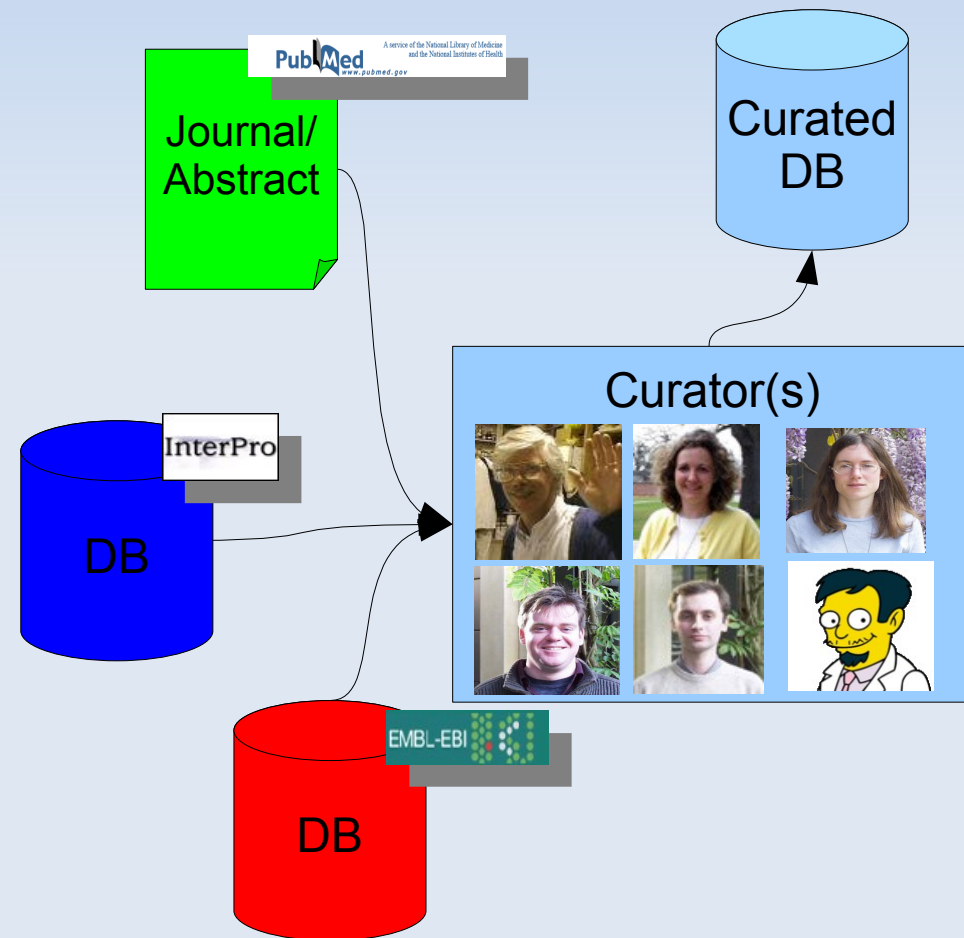 PubMed
A service of the National Library of Medicine
and the National Institutes of Health
www.pubmed.gov
Journal/
Abstract
Curated
DB
Curator(s)
InterPro
DB
EMBL-EBI
DB